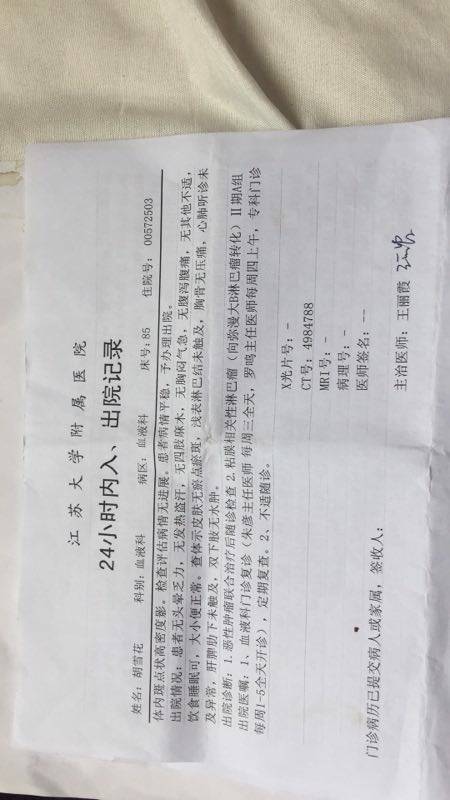 江 苏 大 学 附 属 医 院
24小时内入、出院记录
姓名：胡雪花 科别：血液科 病区：血液科 床号：85 住院号：00572503
体内斑点状高密度影。检查评估病情无进展。患者病情平稳，予办理出院。
出院情况：患者无头晕乏力，无发热盗汗，无四肢麻木，无胸闷气急，无腹泻腹痛，无其他不适，
饮食睡眠可，大小便正常。查体示皮肤无瘀点瘀斑，浅表淋巴结未触及，胸骨无压痛，心肺听诊未
及异常，肝脾肋下未触及，双下肢无水肿。
出院诊断：1.恶性肿瘤联合治疗后随诊检查 2.粘膜相关性淋巴瘤（向弥漫大B淋巴瘤转化）Ⅱ期A组
出院医嘱：1、血液科门诊复诊（朱彦主任医师 每周三全天，罗鸣主任医师每周四上午，专科门诊
每周1-5全天开诊），定期复查。2、不适随诊。
X光片号：-
CT号：4984788
MRI号：-
病理号：-
医师签名：--
主治医师：王丽霞
门诊病历已提交病人或家属，签收人：